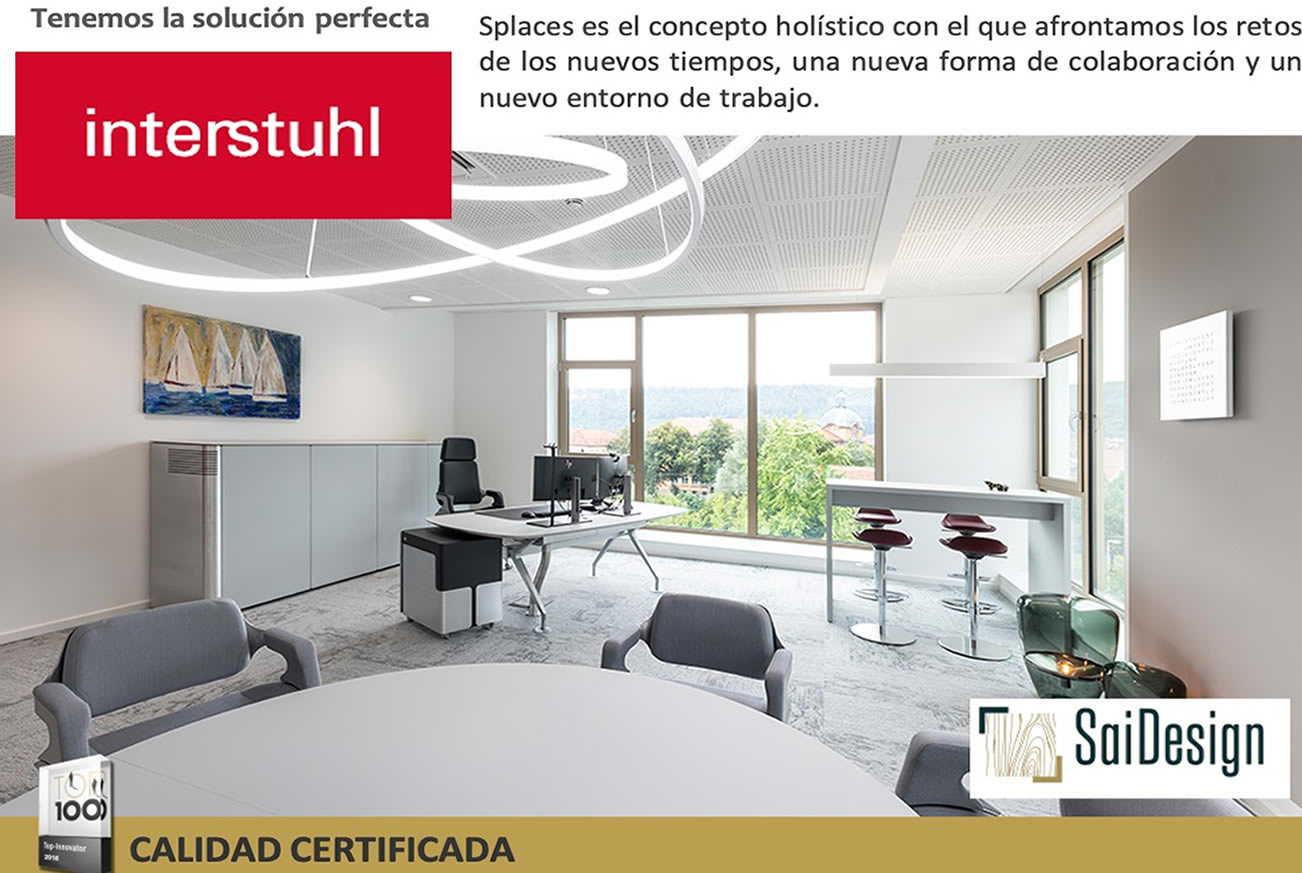 Tenemos la solución perfecta
interstuhl
Splaces es el concepto holístico con el que afrontamos los retos
de los nuevos tiempos, una nueva forma de colaboración y un
nuevo entorno de trabajo.
SaiDesign
TOP
100
Top-Innovator
2016
CALIDAD CERTIFICADA